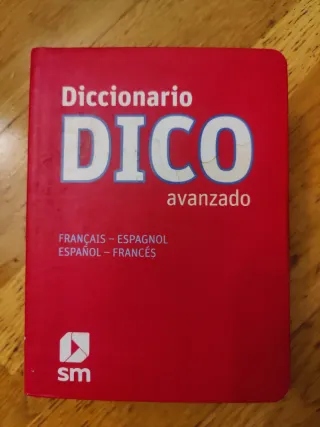 Diccionario
DICO
avanzado
FRANÇAIS – ESPAGNOL
ESPAÑOL – FRANCÉS
sm